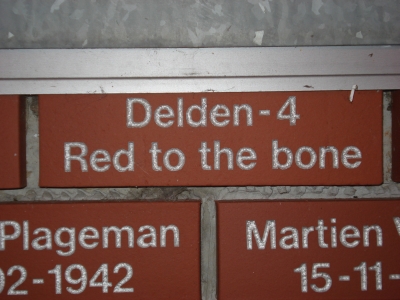 Delden-4
Red to the bone
Plageman
02-1942
Martien
15-11-